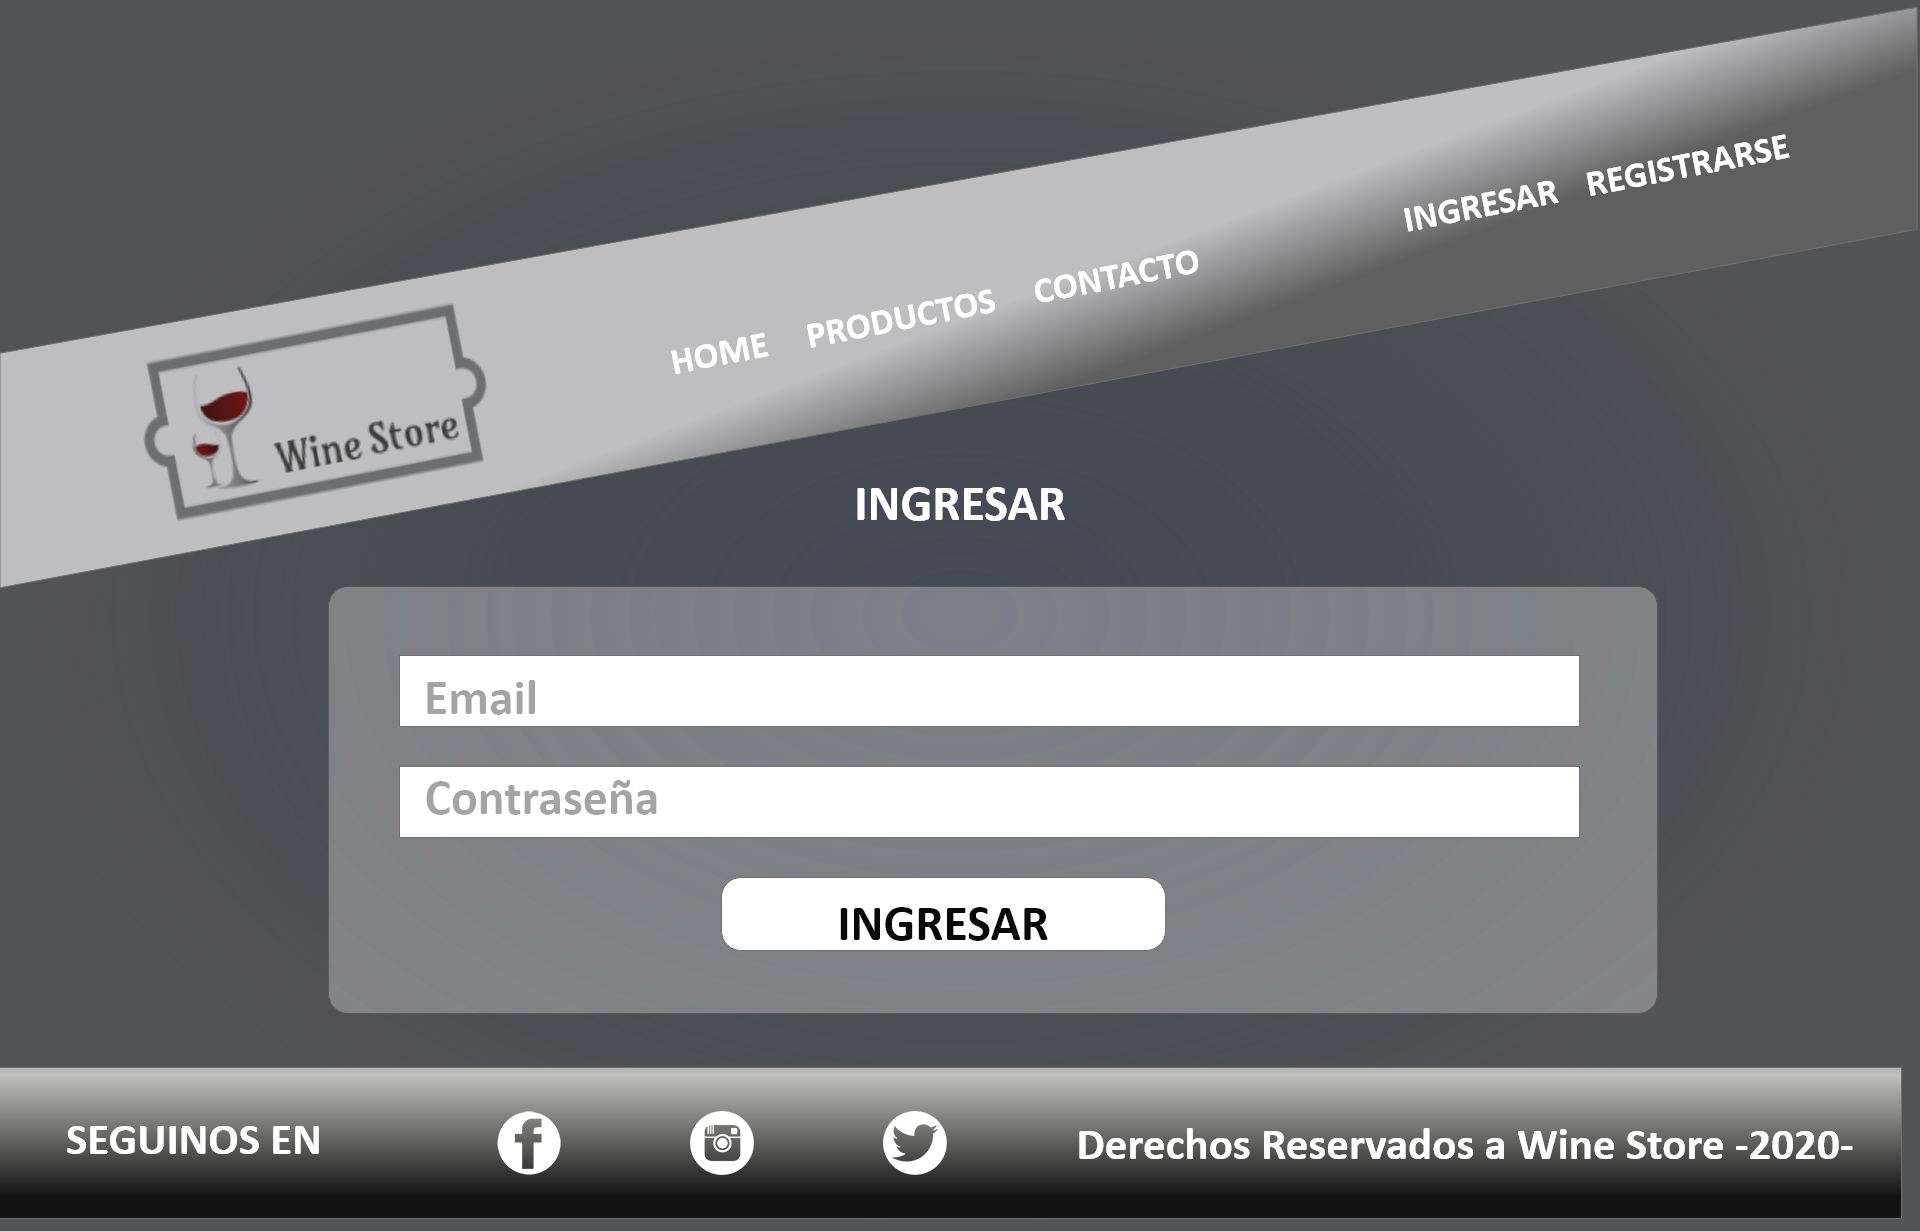 HOME PRODUCTOS CONTACTO INGRESAR REGISTRARSE
Wine Store
INGRESAR
Email
Contraseña
INGRESAR
SEGUINOS EN Derechos Reservados a Wine Store -2020-